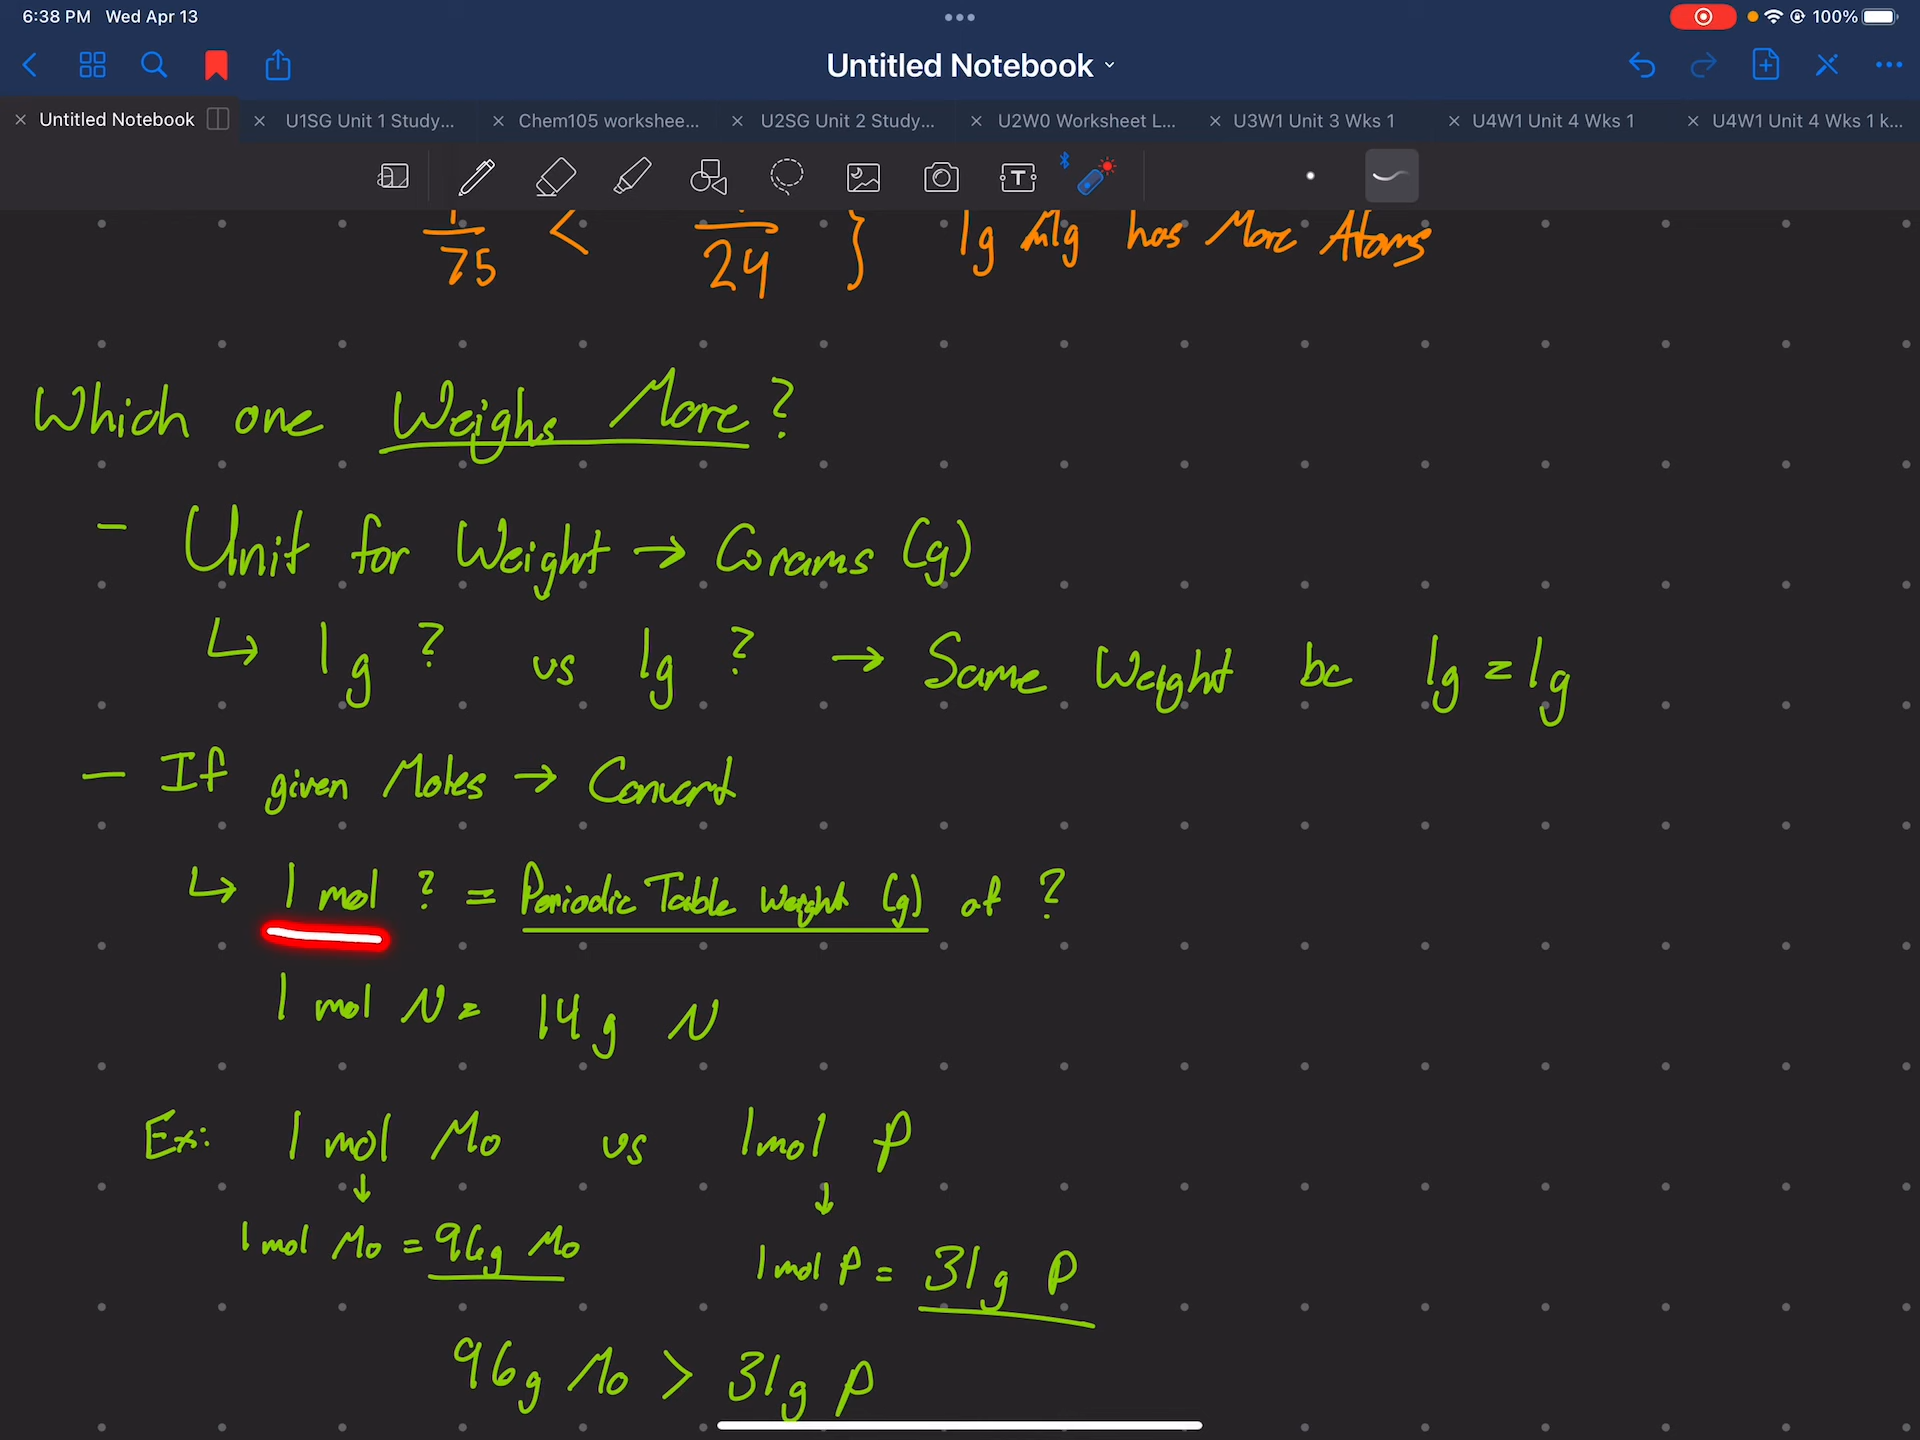 6:38 PM Wed Apr 13
100%
Untitled Notebook
Untitled Notebook
U1SG Unit 1 Study...
Chem105 workshee...
U2SG Unit 2 Study...
U2W0 Worksheet L...
U3W1 Unit 3 Wks 1
U4W1 Unit 4 Wks 1
U4W1 Unit 4 Wks 1 k...
75 < 24 } 1g Mg has More Atoms
Which one Weighs More?
- Unit for Weight → Grams (g)
↳ 1g ? vs 1g ? → Same Weight bc 1g = 1g
- If given Moles → Convert
↳ 1 mol ? = Periodic Table Weight (g) of ?
1 mol N = 14g N
Ex: 1 mol Mo vs 1mol P
↓ ↓
1 mol Mo = 96g Mo
1mol P = 31g P
96g Mo > 31g P